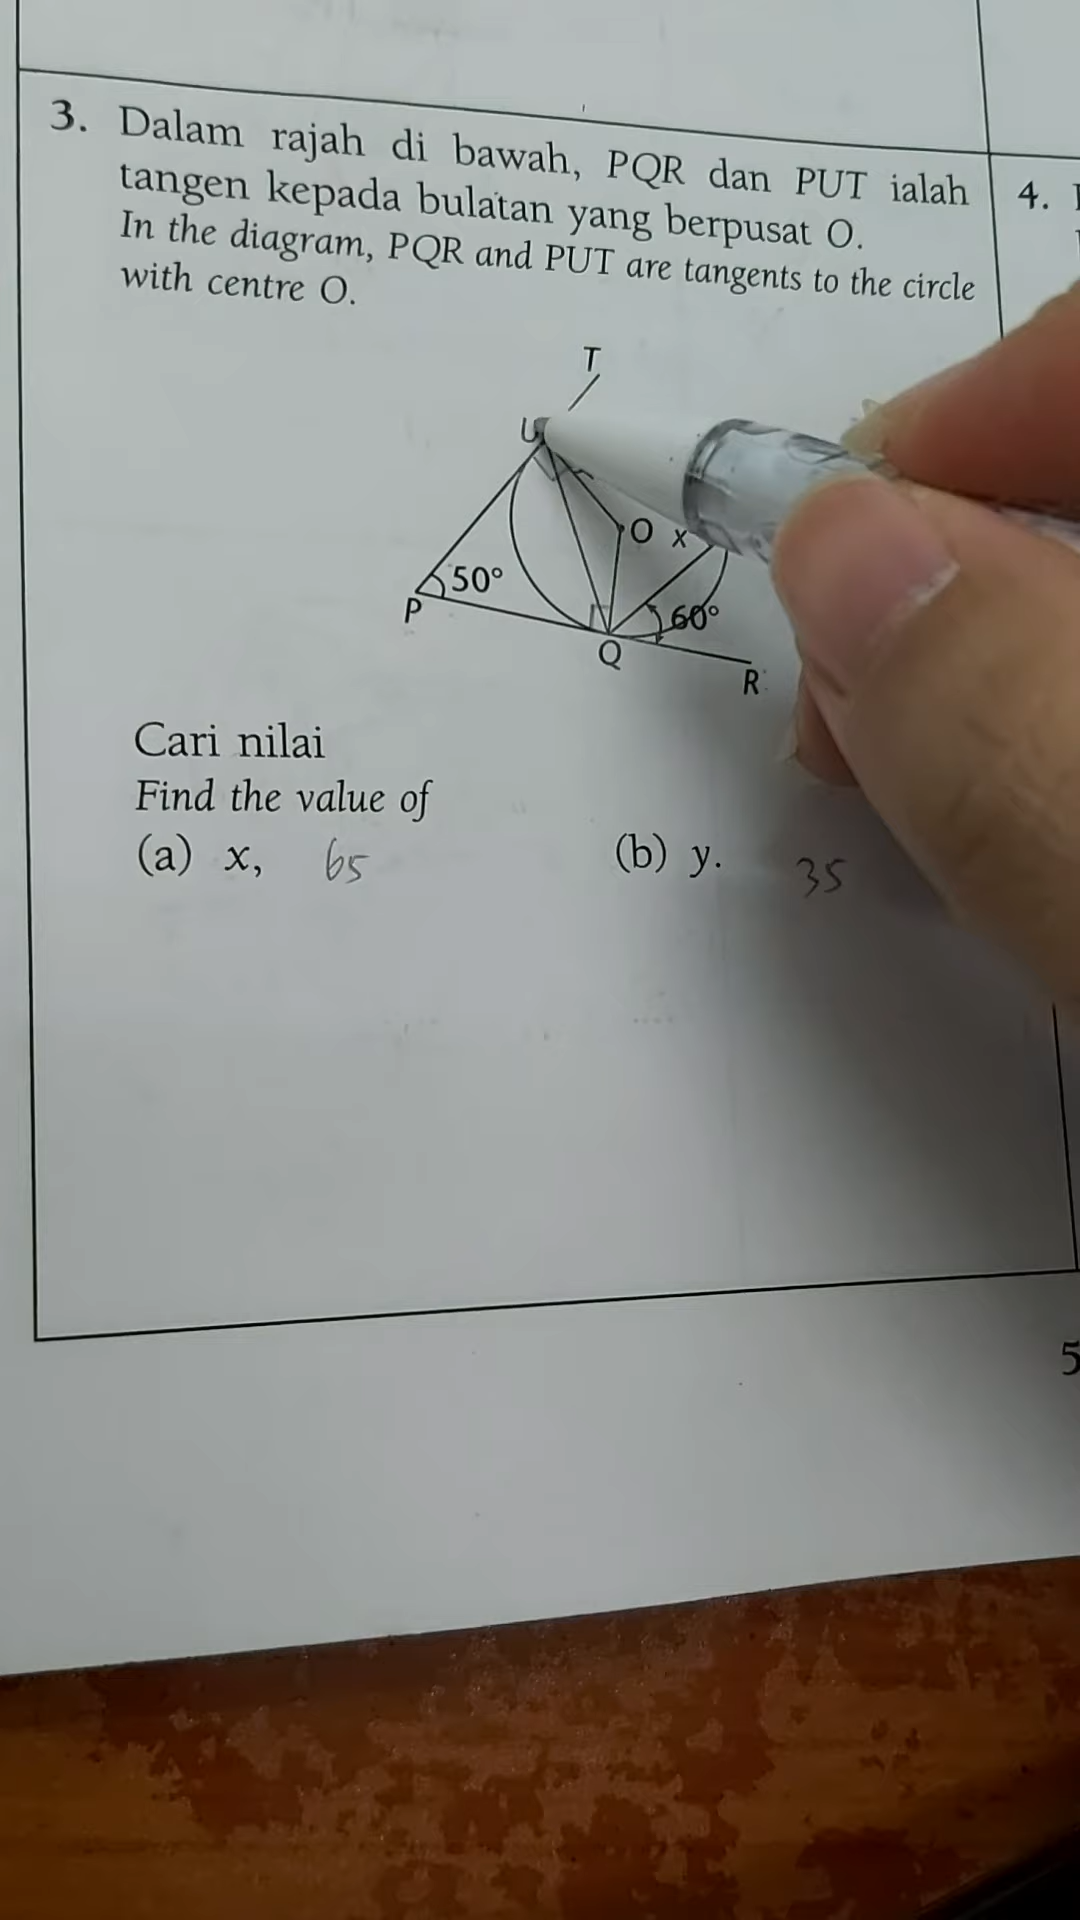 3. Dalam rajah di bawah, PQR dan PUT ialah
tangen kepada bulatan yang berpusat O.
In the diagram, PQR and PUT are tangents to the circle
with centre O.
4.
T
U
O x
50°
P
60°
Q
R
Cari nilai
Find the value of
(a) x, 65 (b) y. 35
5